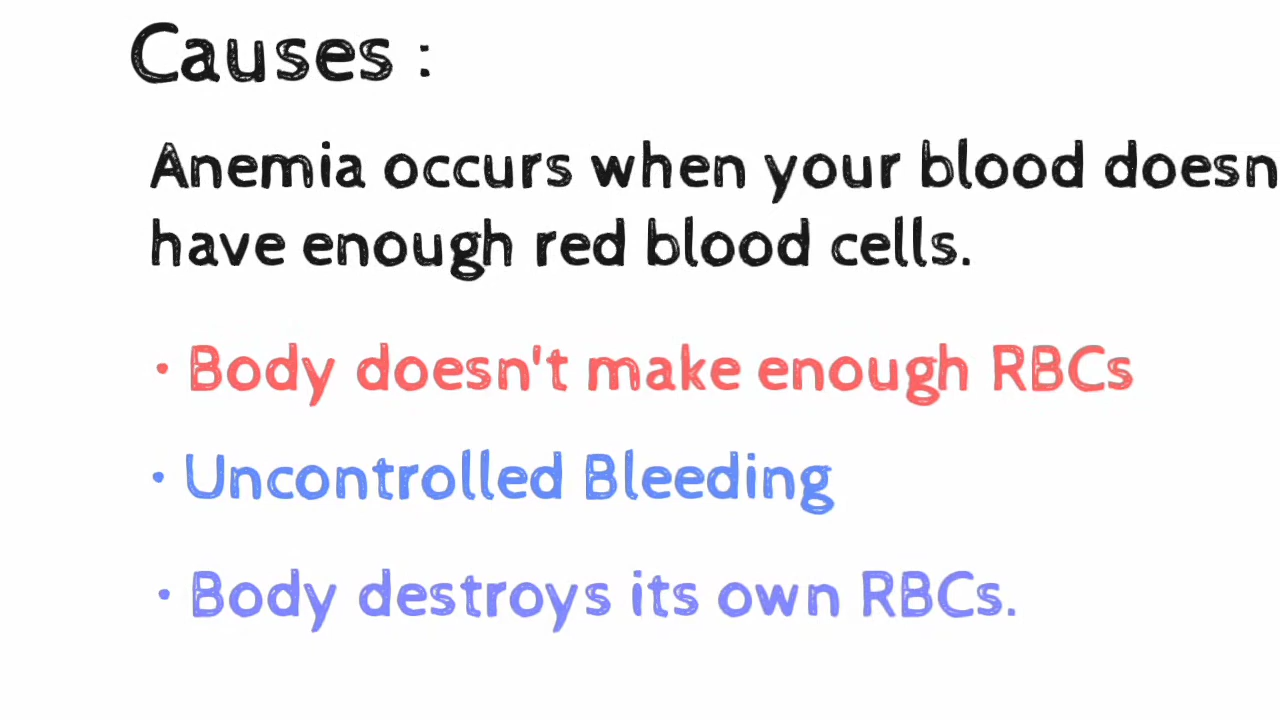 Causes :
Anemia occurs when your blood doesn
have enough red blood cells.
• Body doesn't make enough RBCs
• Uncontrolled Bleeding
• Body destroys its own RBCs.